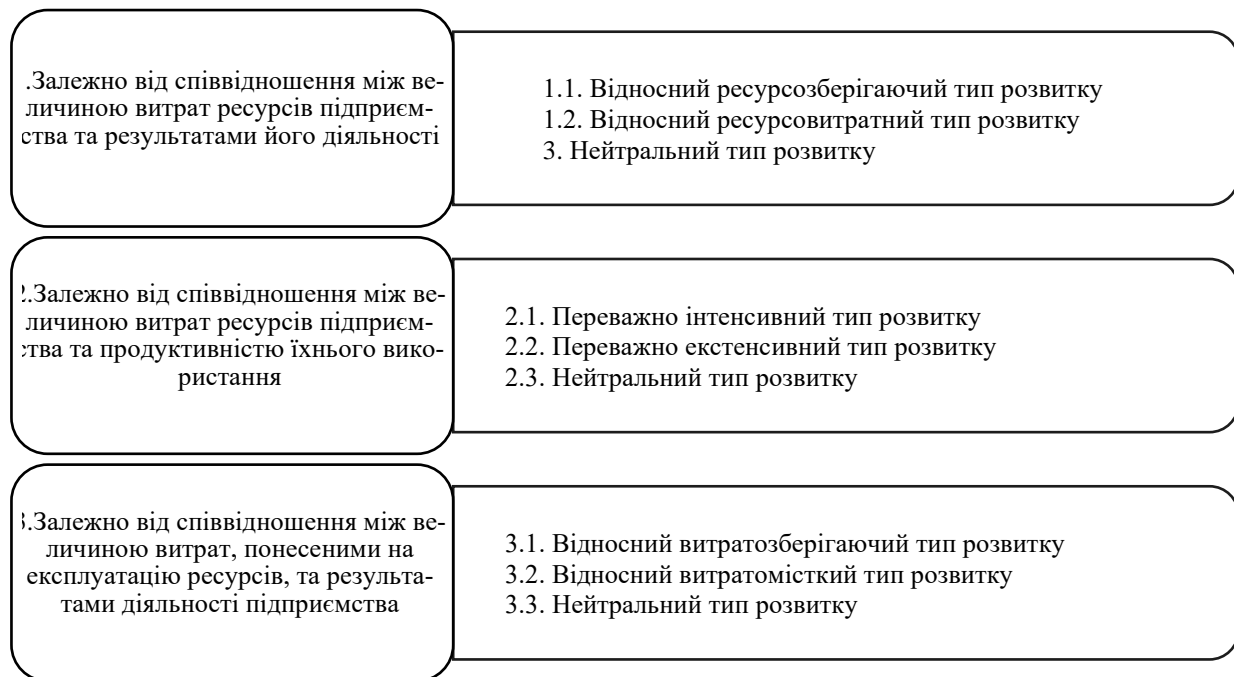 .Залежно від співвідношення між ве-
личиною витрат ресурсів підприєм-
ства та результатами його діяльності
1.1. Відносний ресурсозберігаючий тип розвитку
1.2. Відносний ресурсовитратний тип розвитку
3. Нейтральний тип розвитку
2.Залежно від співвідношення між ве-
личиною витрат ресурсів підприєм-
ства та продуктивністю їхнього вико-
ристання
2.1. Переважно інтенсивний тип розвитку
2.2. Переважно екстенсивний тип розвитку
2.3. Нейтральний тип розвитку
3.Залежно від співвідношення між ве-
личиною витрат, понесеними на
експлуатацію ресурсів, та результа-
тами діяльності підприємства
3.1. Відносний витратозберігаючий тип розвитку
3.2. Відносний витратомісткий тип розвитку
3.3. Нейтральний тип розвитку